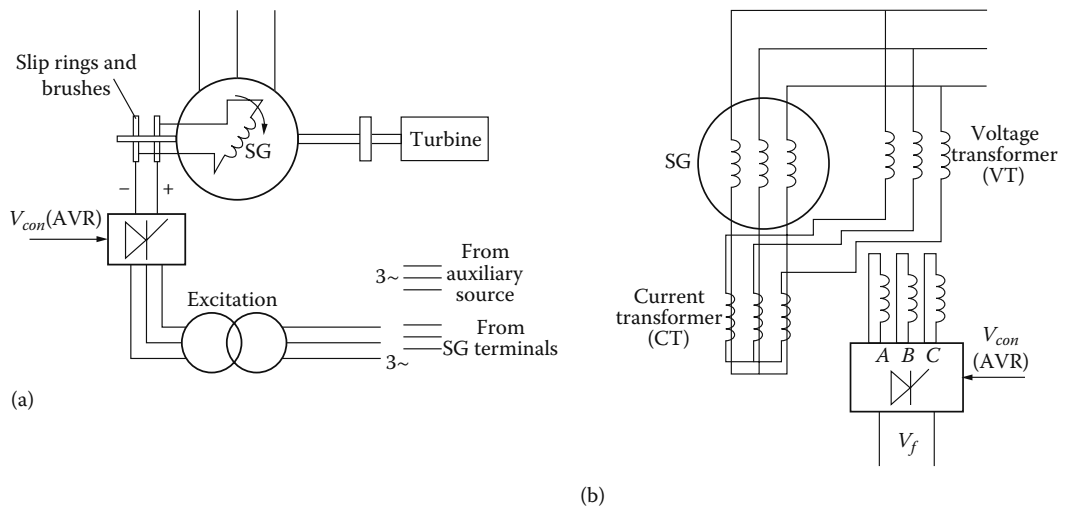 Slip rings and
brushes
SG
Turbine
− +
V_con(AVR)
Excitation
3~
From
auxiliary
source
From
SG terminals
3~
(a)
SG
Voltage
transformer
(VT)
Current
transformer
(CT)
A B C
V_con
(AVR)
V_f
(b)